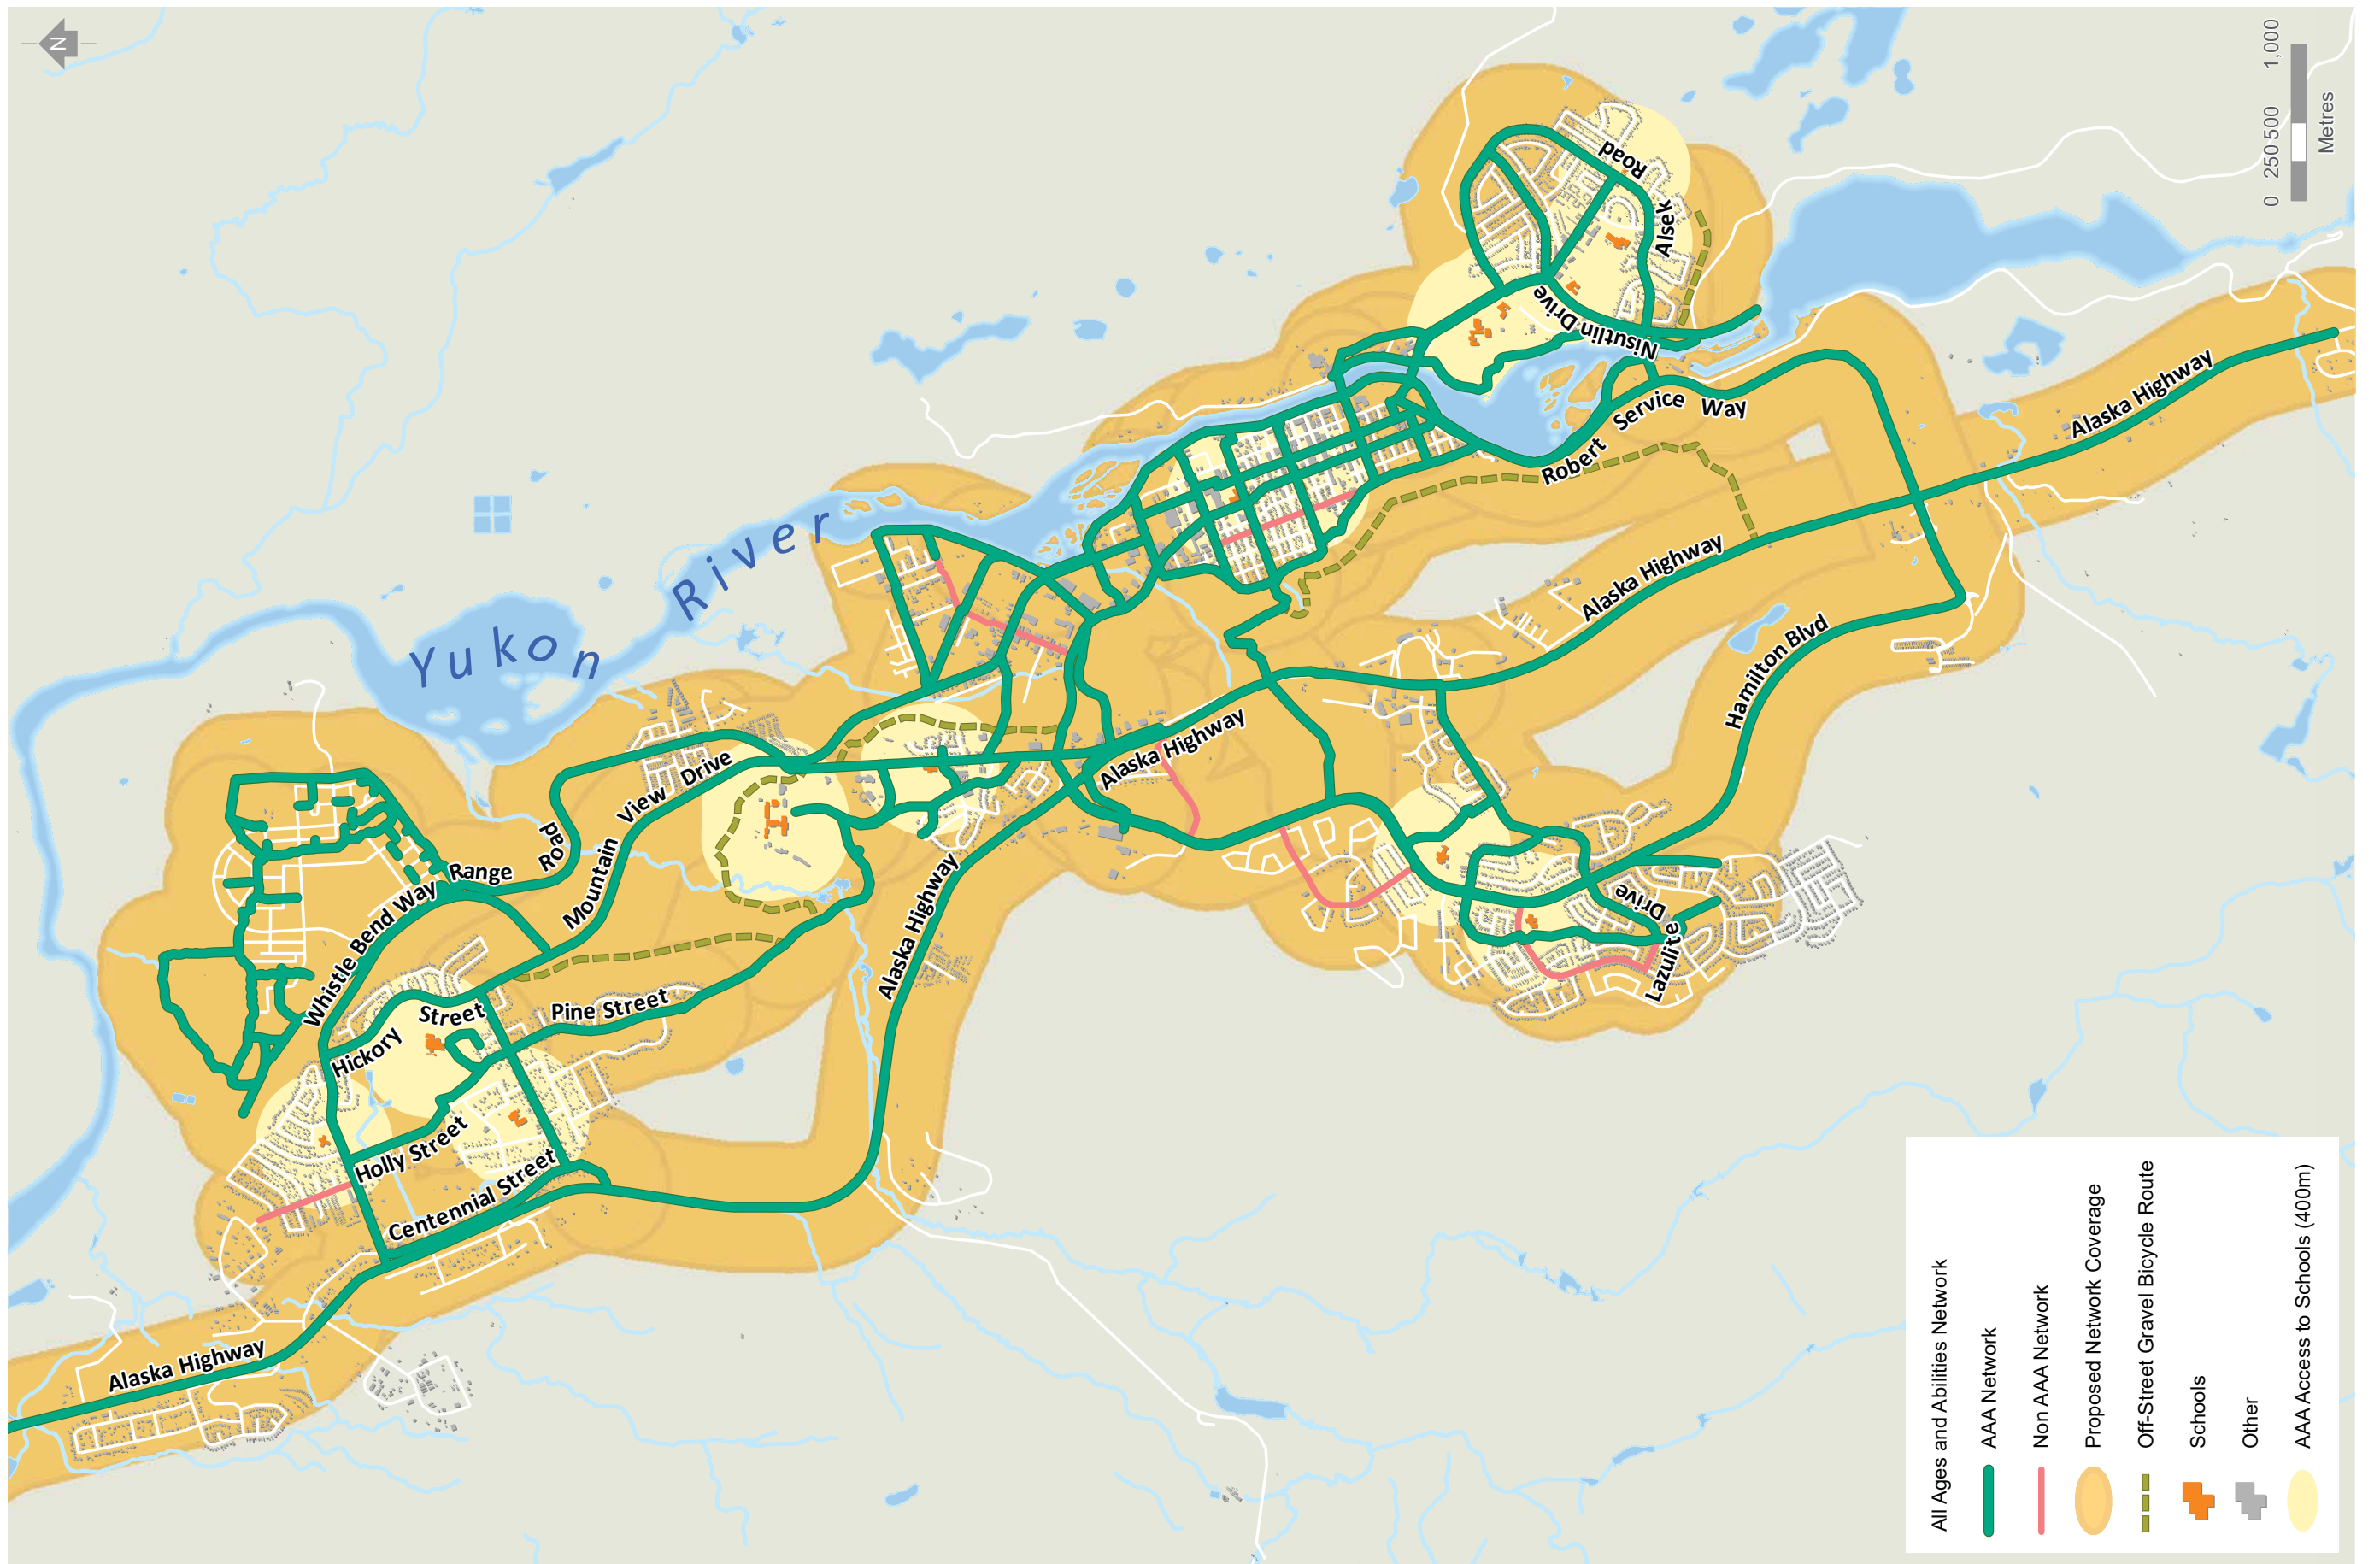 N
Yukon River
Whistle Bend Way
Range Road
Mountain View Drive
Hickory Street
Pine Street
Holly Street
Centennial Street
Alaska Highway
Alaska Highway
Alaska Highway
Alaska Highway
Alaska Highway
Hamilton Blvd
Lazulite Drive
Robert Service Way
Nisutlin Drive
Alsek Road
0 250 500 1,000
Metres
All Ages and Abilities Network
AAA Network
Non AAA Network
Proposed Network Coverage
Off-Street Gravel Bicycle Route
Schools
Other
AAA Access to Schools (400m)